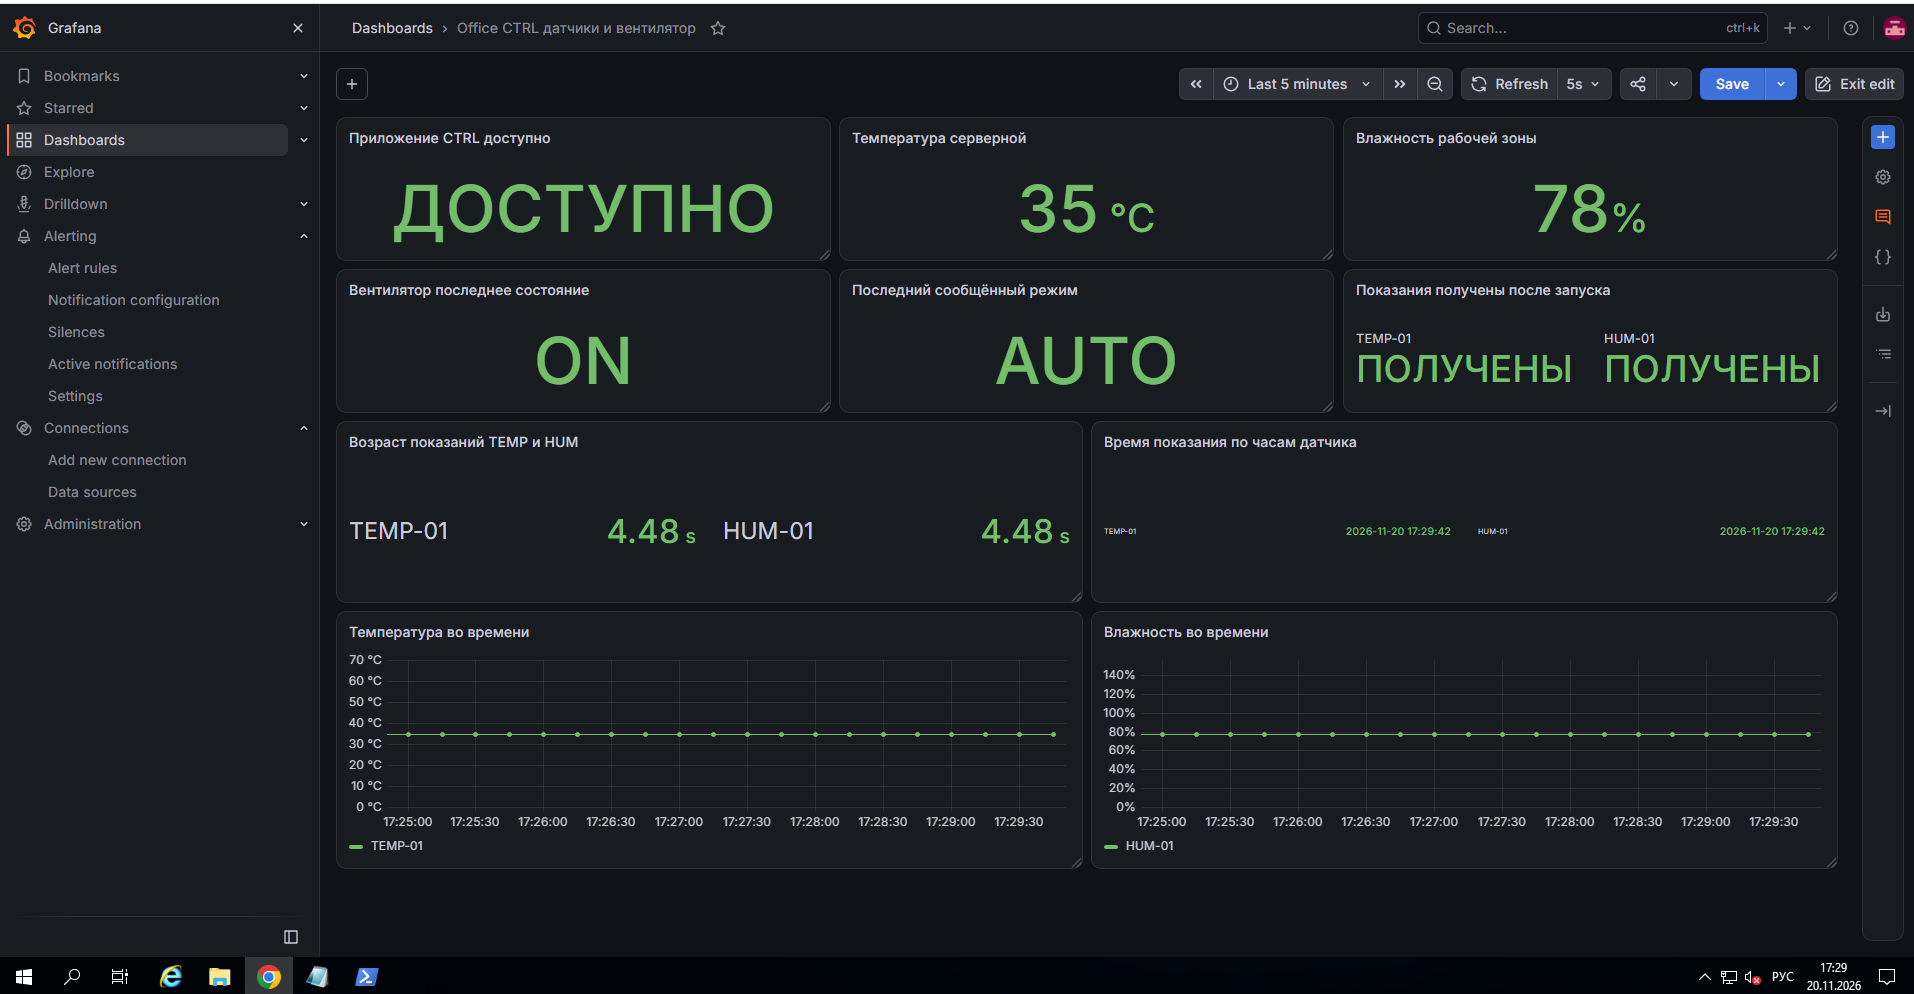 Grafana
Dashboards › Office CTRL датчики и вентилятор
Search... ctrl+k
Bookmarks
Starred
Dashboards
Explore
Drilldown
Alerting
Alert rules
Notification configuration
Silences
Active notifications
Settings
Connections
Add new connection
Data sources
Administration
Last 5 minutes
Refresh 5s
Save
Exit edit
Приложение CTRL доступно
ДОСТУПНО
Температура серверной
35 °C
Влажность рабочей зоны
78%
Вентилятор последнее состояние
ON
Последний сообщённый режим
AUTO
Показания получены после запуска
TEMP-01 HUM-01
ПОЛУЧЕНЫ ПОЛУЧЕНЫ
Возраст показаний TEMP и HUM
TEMP-01 4.48 s HUM-01 4.48 s
Время показания по часам датчика
TEMP-01 2026-11-20 17:29:42 HUM-01 2026-11-20 17:29:42
Температура во времени
70 °C
60 °C
50 °C
40 °C
30 °C
20 °C
10 °C
0 °C
17:25:00 17:25:30 17:26:00 17:26:30 17:27:00 17:27:30 17:28:00 17:28:30 17:29:00 17:29:30
TEMP-01
Влажность во времени
140%
120%
100%
80%
60%
40%
20%
0%
17:25:00 17:25:30 17:26:00 17:26:30 17:27:00 17:27:30 17:28:00 17:28:30 17:29:00 17:29:30
HUM-01
РУС
17:29
20.11.2026